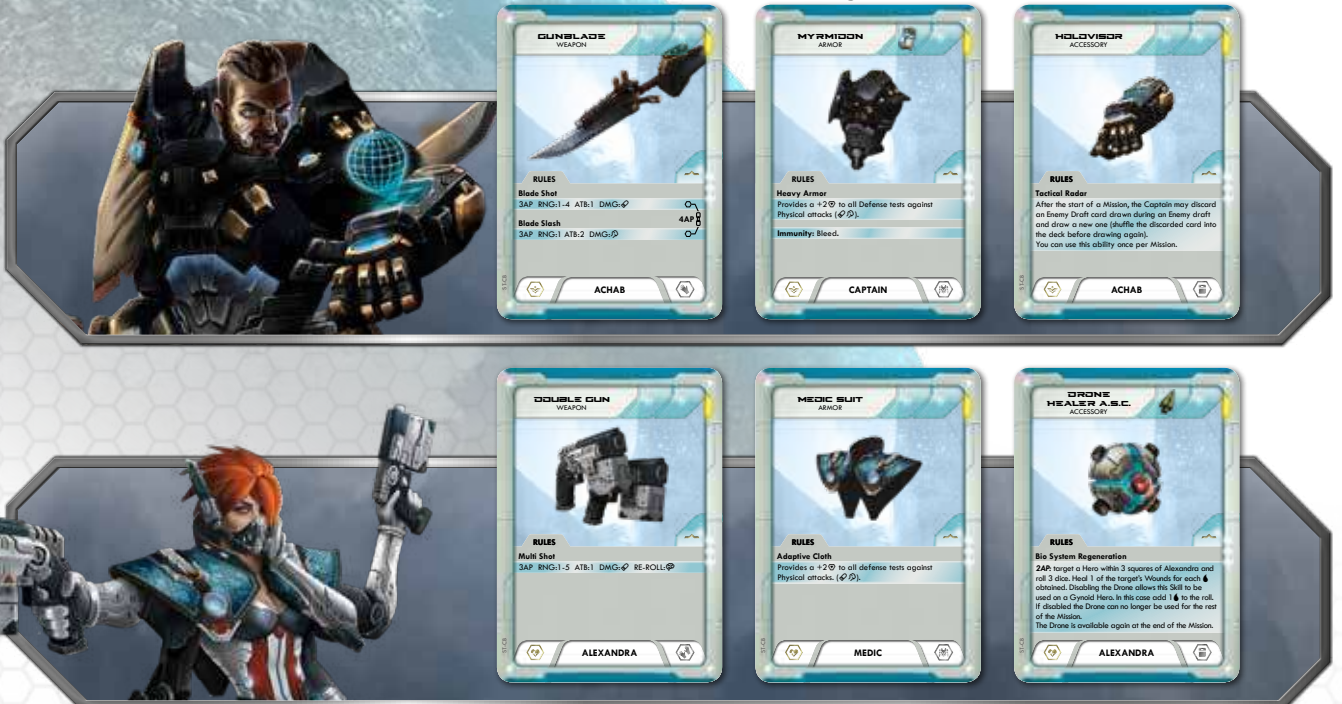 GUNBLADE
WEAPON
RULES
Blade Shot
3AP RNG:1-4 ATB:1 DMG:
4AP
Blade Slash
3AP RNG:1 ATB:2 DMG:
ACHAB
MYRMIDON
ARMOR
RULES
Heavy Armor
Provides a +2 to all Defense tests against
Physical attacks ( ).
Immunity: Bleed.
CAPTAIN
HOLOVISOR
ACCESSORY
RULES
Tactical Radar
After the start of a Mission, the Captain may discard
an Enemy Draft card drawn during an Enemy draft
and draw a new one (shuffle the discarded card into
the deck before drawing again).
You can use this ability once per Mission.
ACHAB
DOUBLE GUN
WEAPON
RULES
Multi Shot
3AP RNG:1-5 ATB:1 DMG: RE-ROLL:
ALEXANDRA
MEDIC SUIT
ARMOR
RULES
Adaptive Cloth
Provides a +2 to all defense tests against
Physical attacks. ( ).
MEDIC
DRONE
HEALER A.S.C.
ACCESSORY
RULES
Bio System Regeneration
2AP: target a Hero within 3 squares of Alexandra and
roll 3 dice. Heal 1 of the target's Wounds for each
obtained. Disabling the Drone allows this Skill to be
used on a Gynoid Hero. In this case add 1 to the roll.
If disabled the Drone can no longer be used for the rest
of the Mission.
The Drone is available again at the end of the Mission.
ALEXANDRA